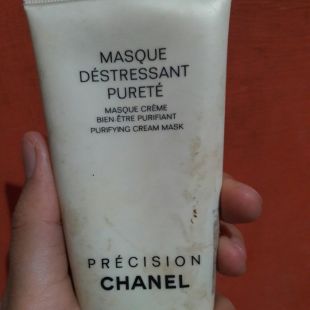 MASQUE
DÉSTRESSANT
PURETÉ
MASQUE CRÈME
BIEN-ÊTRE PURIFIANT
PURIFYING CREAM MASK
PRÉCISION
CHANEL